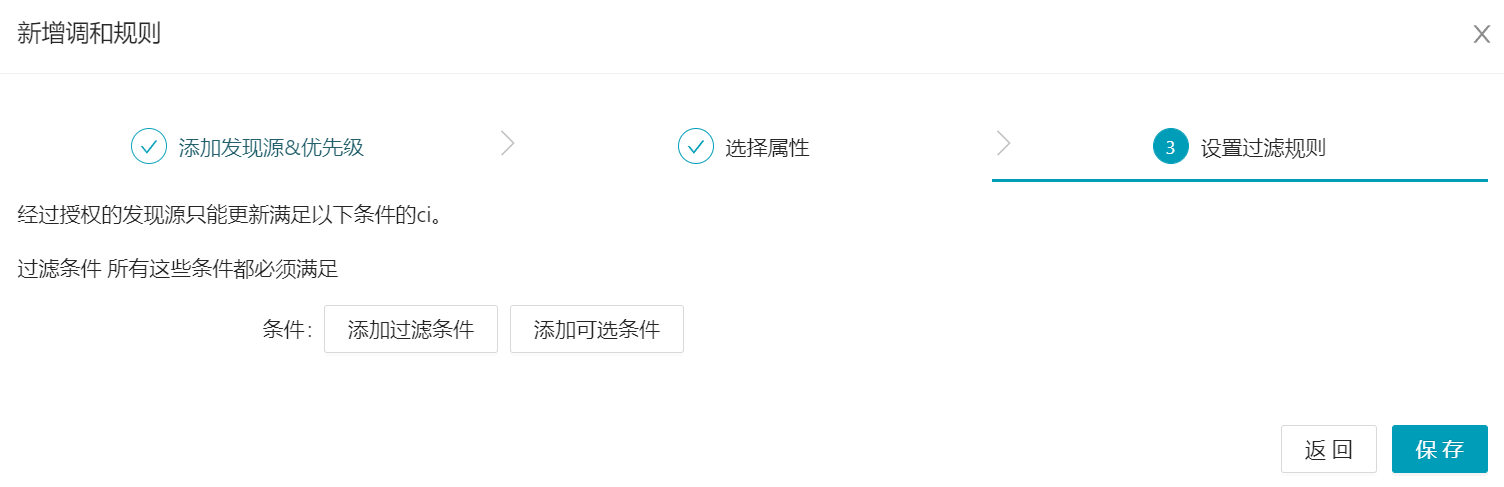 新增调和规则
添加发现源&优先级
选择属性
3 设置过滤规则
经过授权的发现源只能更新满足以下条件的ci。
过滤条件 所有这些条件都必须满足
条件: 添加过滤条件 添加可选条件
返 回 保 存